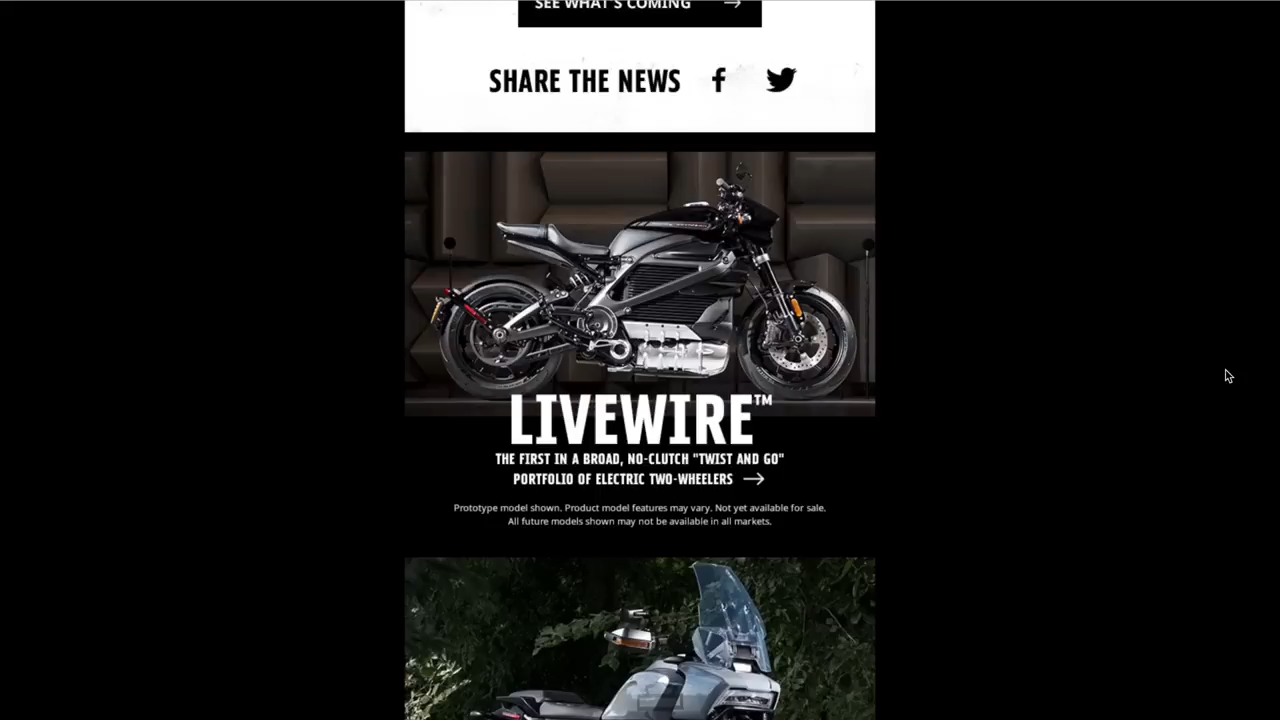 SEE WHAT'S COMING
SHARE THE NEWS
LIVEWIRE™
THE FIRST IN A BROAD, NO-CLUTCH "TWIST AND GO"
PORTFOLIO OF ELECTRIC TWO-WHEELERS
Prototype model shown. Product model features may vary. Not yet available for sale.
All future models shown may not be available in all markets.